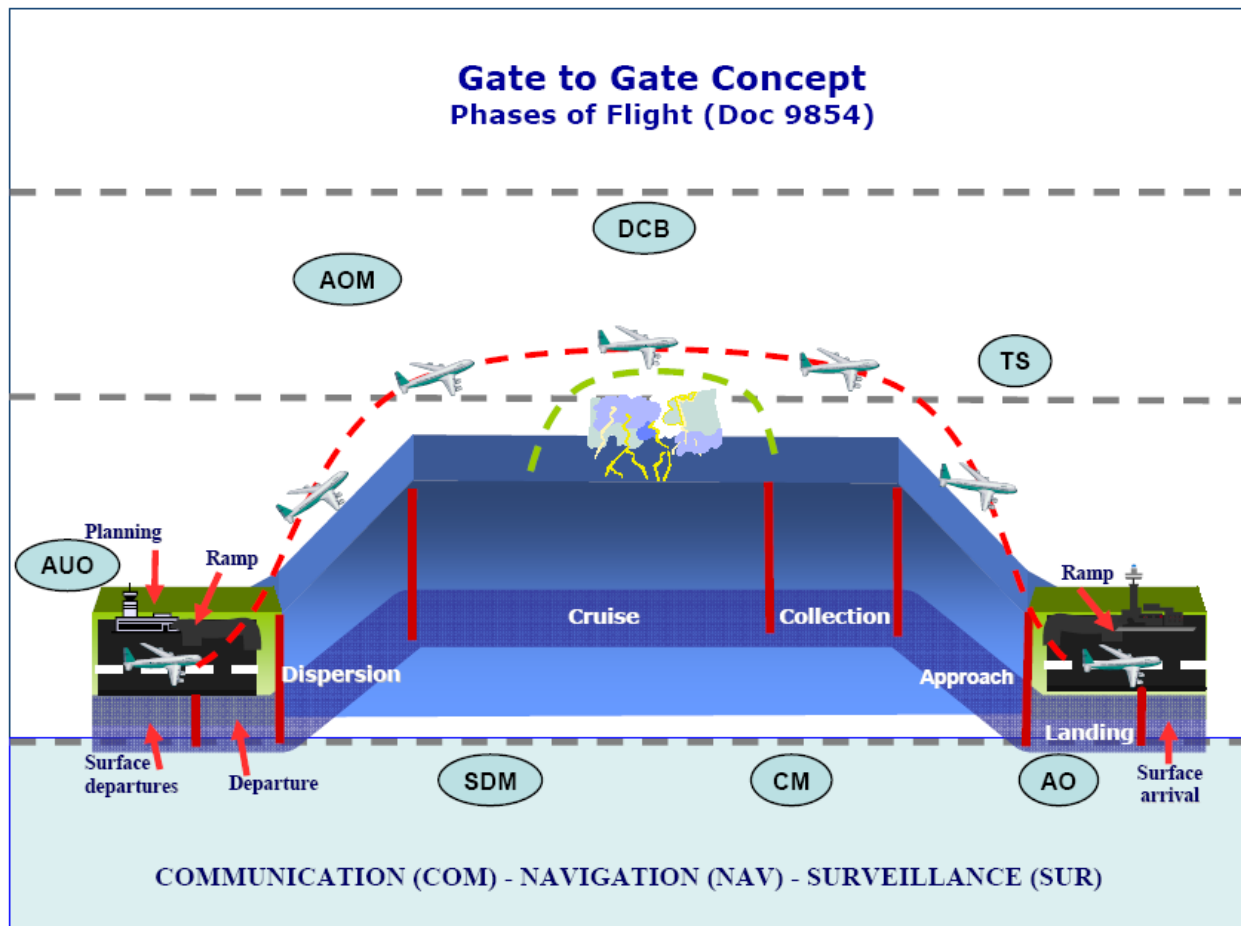 Gate to Gate Concept
Phases of Flight (Doc 9854)
DCB
AOM
TS
Planning
AUO
Ramp
Ramp
Cruise
Collection
Dispersion
Approach
Landing
Surface
departures
Departure
SDM
CM
AO
Surface
arrival
COMMUNICATION (COM) - NAVIGATION (NAV) - SURVEILLANCE (SUR)